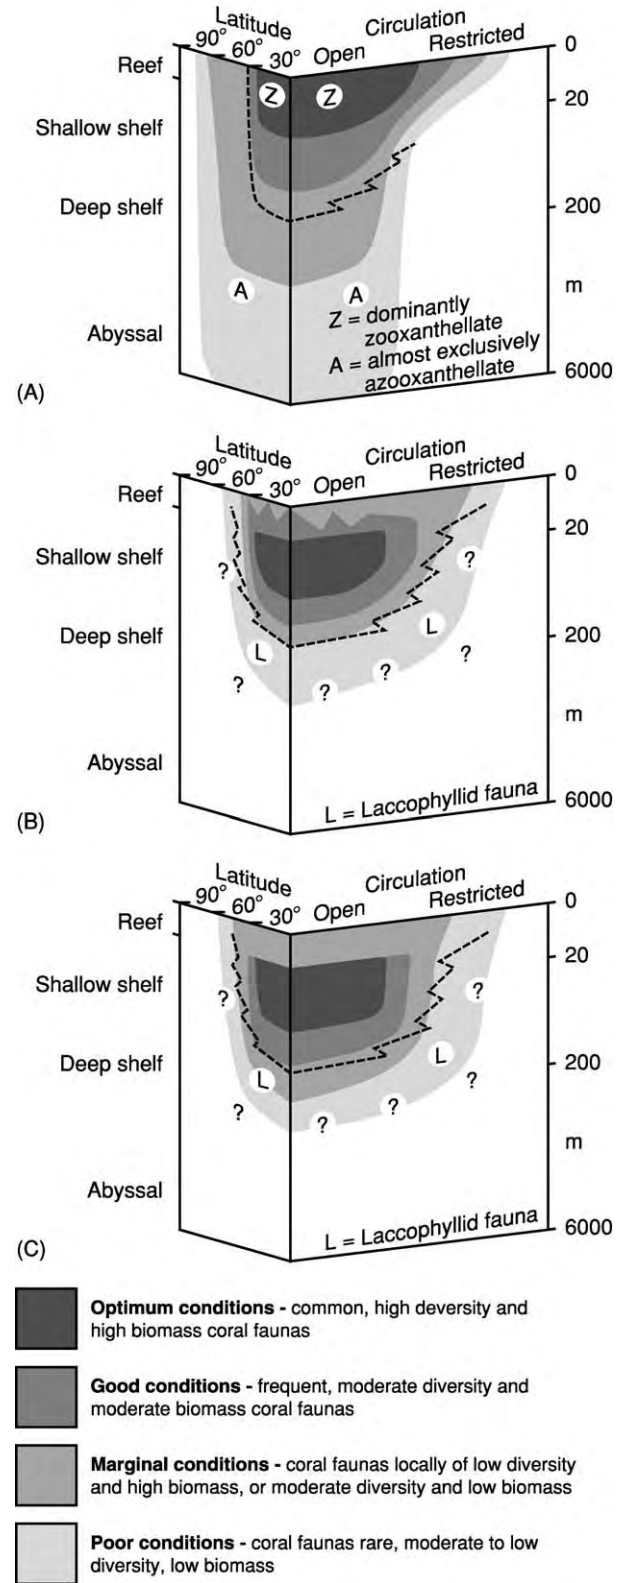 Latitude
Circulation
90°
60°
30°
Open
Restricted
0
Reef
Z
Z
20
Shallow shelf
Deep shelf
200
A
A
m
Z = dominantly
zooxanthellate
Abyssal
A = almost exclusively
azooxanthellate
6000
(A)
Latitude
Circulation
90°
60°
30°
Open
Restricted
0
Reef
20
Shallow shelf
?
?
Deep shelf
L
L
200
?
?
?
?
m
Abyssal
L = Laccophyllid fauna
6000
(B)
Latitude
Circulation
90°
60°
30°
Open
Restricted
0
Reef
20
Shallow shelf
?
?
Deep shelf
L
L
200
?
?
?
?
m
Abyssal
L = Laccophyllid fauna
6000
(C)
Optimum conditions - common, high deversity and
high biomass coral faunas
Good conditions - frequent, moderate diversity and
moderate biomass coral faunas
Marginal conditions - coral faunas locally of low diversity
and high biomass, or moderate diversity and low biomass
Poor conditions - coral faunas rare, moderate to low
diversity, low biomass